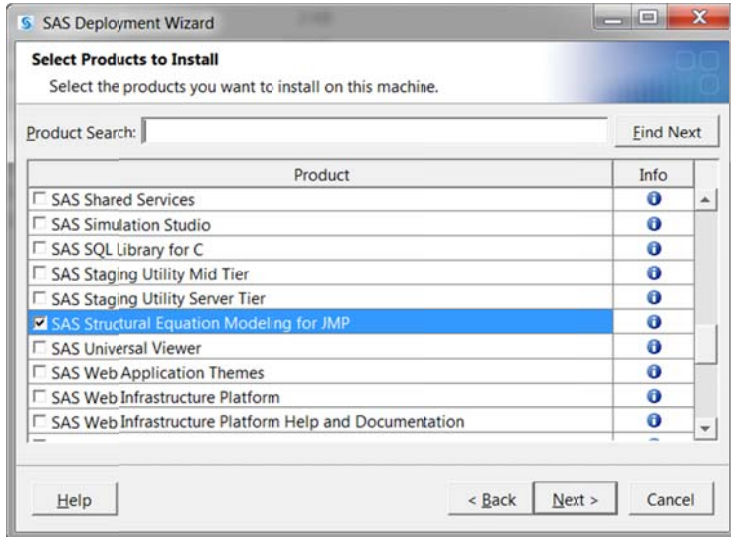 SAS Deployment Wizard
Select Products to Install
Select the products you want to install on this machine.
Product Search:
Find Next
Product Info
SAS Shared Services
SAS Simulation Studio
SAS SQL Library for C
SAS Staging Utility Mid Tier
SAS Staging Utility Server Tier
SAS Structural Equation Modeling for JMP
SAS Universal Viewer
SAS Web Application Themes
SAS Web Infrastructure Platform
SAS Web Infrastructure Platform Help and Documentation
Help < Back Next > Cancel